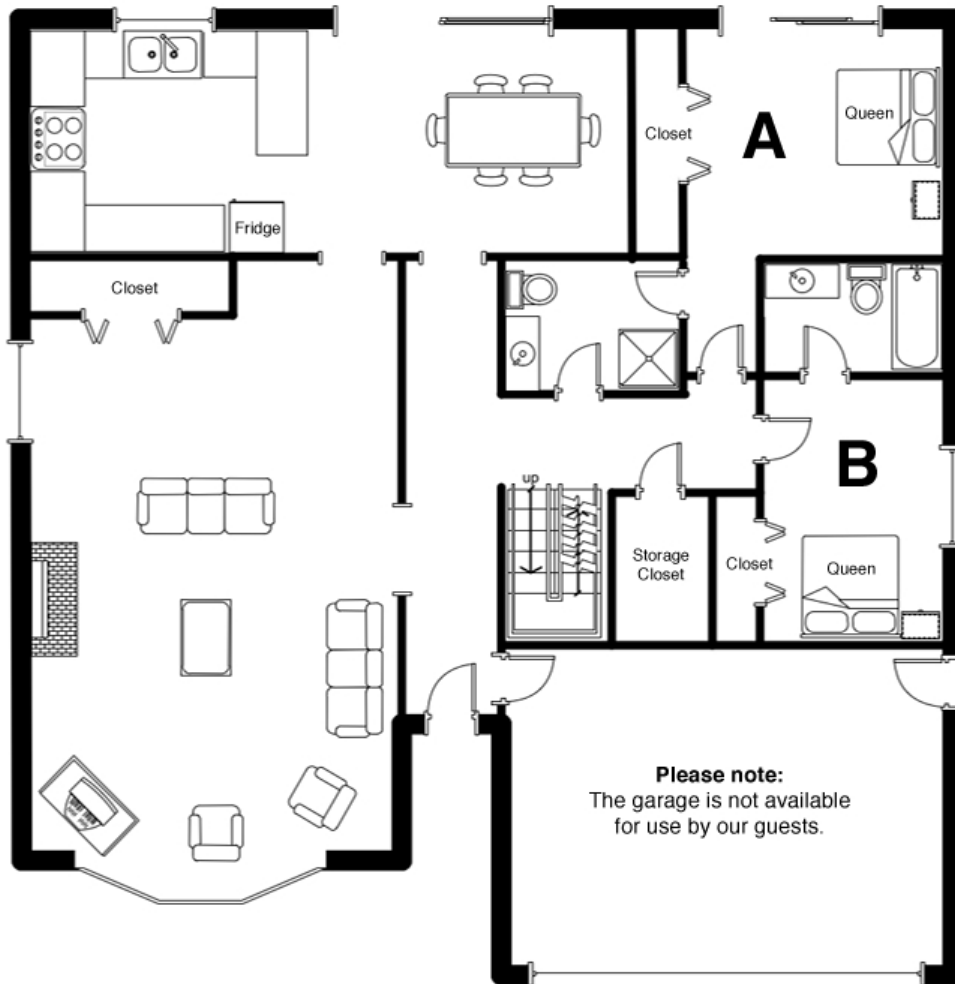 Queen
Closet
A
Fridge
Closet
B
up
Storage
Closet
Closet
Queen
Please note:
The garage is not available
for use by our guests.